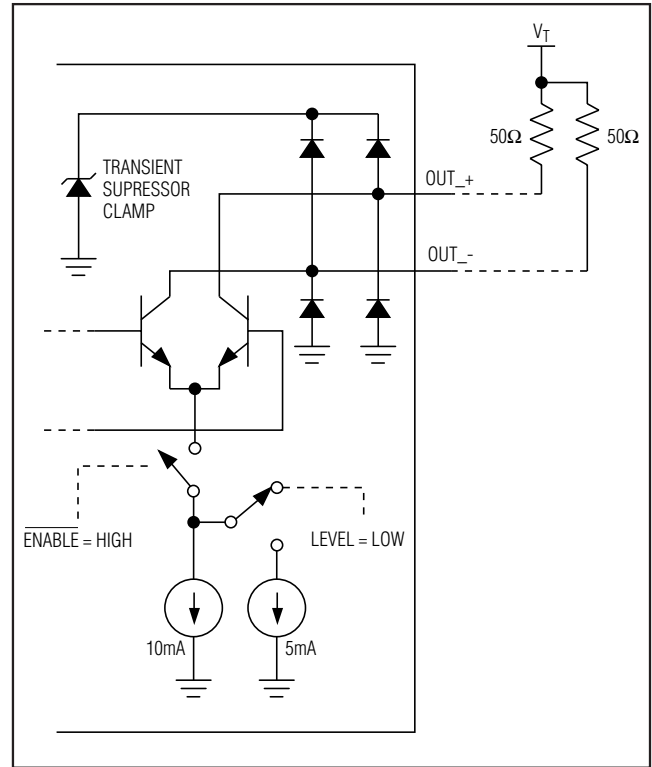 V_T
50Ω
50Ω
TRANSIENT
SUPRESSOR
CLAMP
OUT_+
OUT_-
ENABLE = HIGH
LEVEL = LOW
10mA
5mA